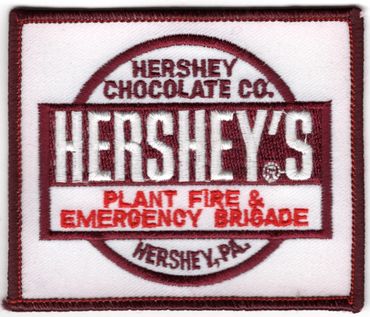 HERSHEY
CHOCOLATE CO.
HERSHEY'S®
PLANT FIRE &
EMERGENCY BRIGADE
HERSHEY, PA.